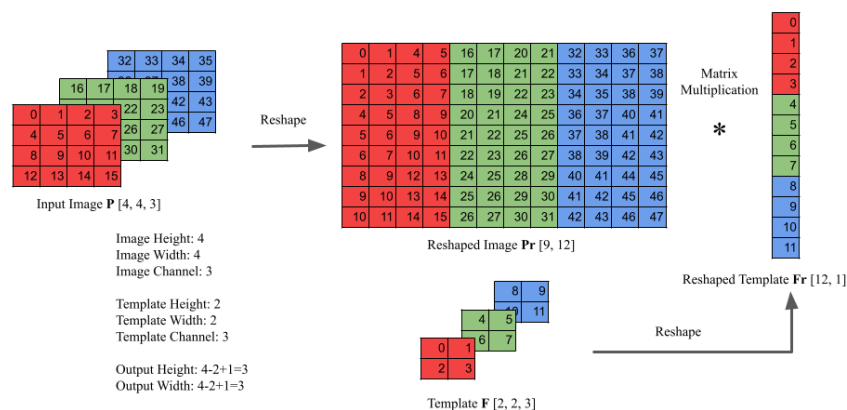 32 33 34 35
38 39
42 43
46 47
16 17 18 19
22 23
26 27
30 31
0 1 2 3
4 5 6 7
8 9 10 11
12 13 14 15
Input Image P [4, 4, 3]
Reshape
0 1 4 5 16 17 20 21 32 33 36 37
1 2 5 6 17 18 21 22 33 34 37 38
2 3 6 7 18 19 22 23 34 35 38 39
4 5 8 9 20 21 24 25 36 37 40 41
5 6 9 10 21 22 25 26 37 38 41 42
6 7 10 11 22 23 26 27 38 39 42 43
8 9 12 13 24 25 28 29 40 41 44 45
9 10 13 14 25 26 29 30 41 42 45 46
10 11 14 15 26 27 30 31 42 43 46 47
Reshaped Image Pr [9, 12]
Matrix
Multiplication
*
0
1
2
3
4
5
6
7
8
9
10
11
Reshaped Template Fr [12, 1]
Image Height: 4
Image Width: 4
Image Channel: 3
Template Height: 2
Template Width: 2
Template Channel: 3
Output Height: 4-2+1=3
Output Width: 4-2+1=3
8 9
10 11
4 5
6 7
0 1
2 3
Template F [2, 2, 3]
Reshape